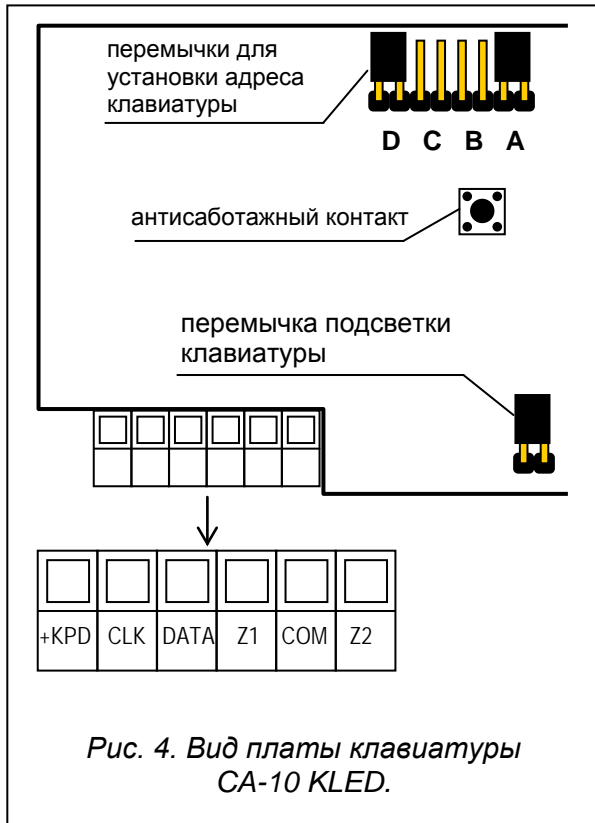 перемычки для
установки адреса
клавиатуры
D C B A
антисаботажный контакт
перемычка подсветки
клавиатуры
+KPD CLK DATA Z1 COM Z2
Рис. 4. Вид платы клавиатуры
CA-10 KLED.